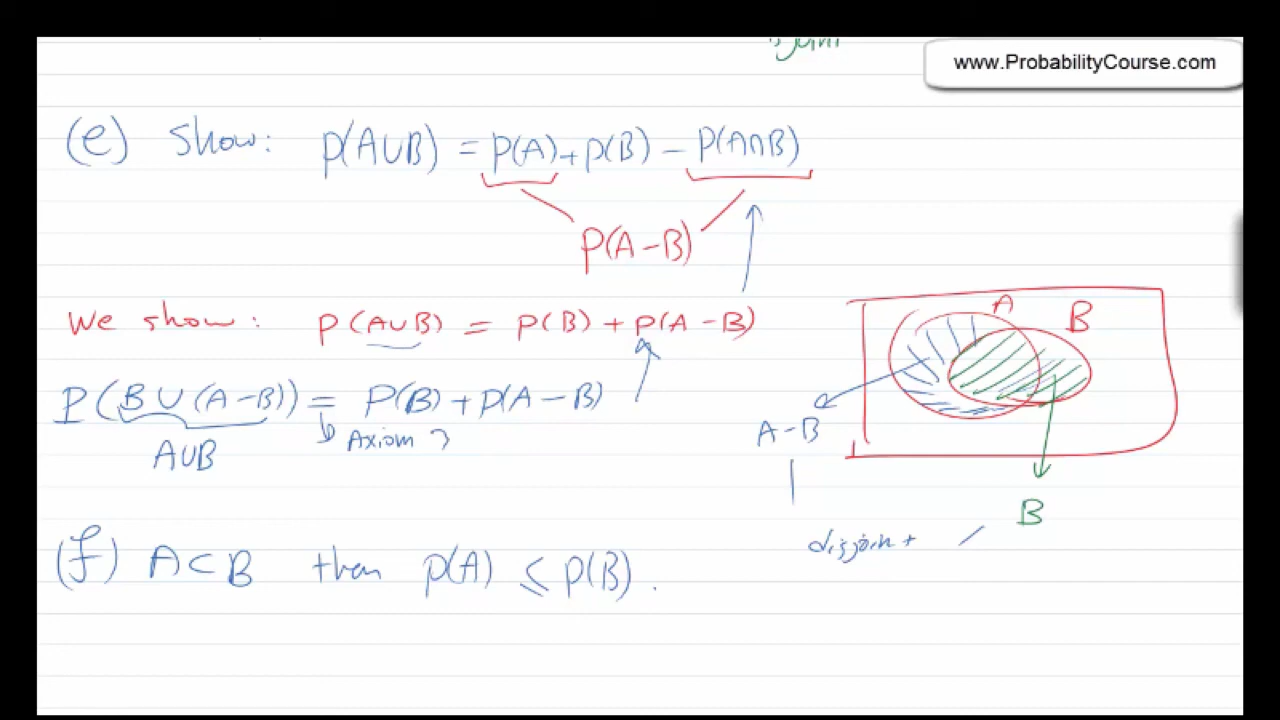 www.ProbabilityCourse.com
(e) Show: P(A∪B) = P(A) + P(B) - P(A∩B)
P(A-B)
We show: P(A∪B) = P(B) + P(A-B)
A
B
P(B∪(A-B)) = P(B) + P(A-B)
Axiom 3
A∪B
A-B
B
disjoint
(f) A⊂B then P(A) ≤ P(B).